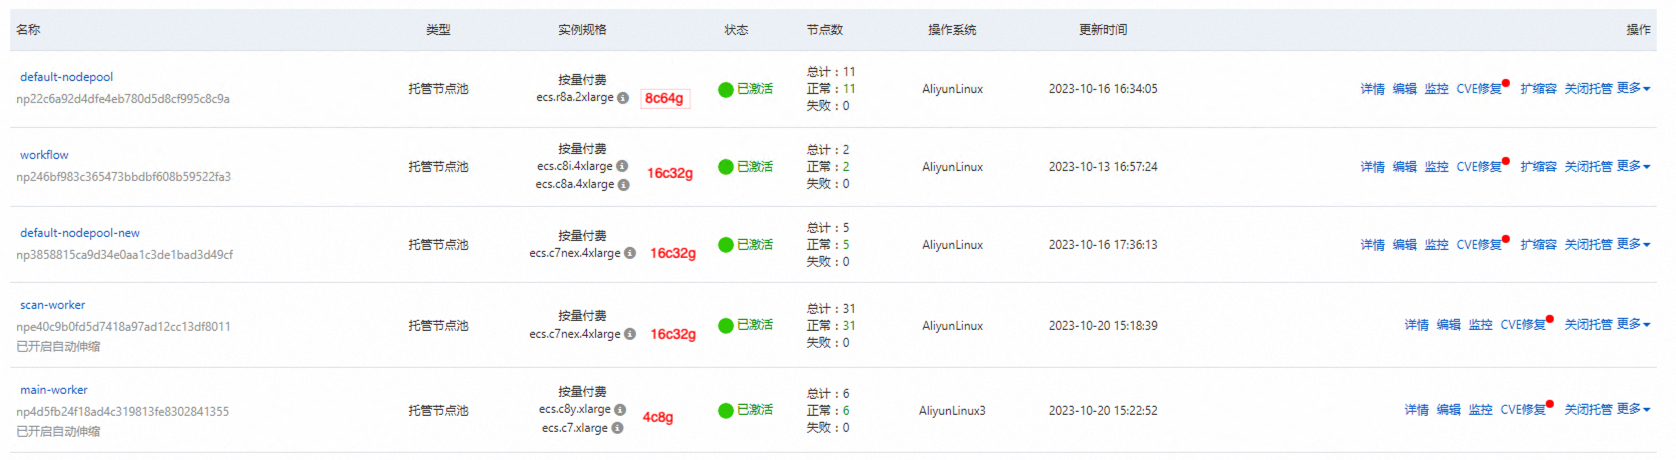 名称 类型 实例规格 状态 节点数 操作系统 更新时间 操作
default-nodepool
np22c6a92d4dfe4eb780d5d8cf995c8c9a
托管节点池
按量付费
ecs.r8a.2xlarge
8c64g
已激活
总计：11
正常：11
失败：0
AliyunLinux
2023-10-16 16:34:05
详情 编辑 监控 CVE修复 扩缩容 关闭托管 更多
workflow
np246bf983c365473bbdbf608b59522fa3
托管节点池
按量付费
ecs.c8i.4xlarge
ecs.c8a.4xlarge
16c32g
已激活
总计：2
正常：2
失败：0
AliyunLinux
2023-10-13 16:57:24
详情 编辑 监控 CVE修复 扩缩容 关闭托管 更多
default-nodepool-new
np3858815ca9d34e0aa1c3de1bad3d49cf
托管节点池
按量付费
ecs.c7nex.4xlarge
16c32g
已激活
总计：5
正常：5
失败：0
AliyunLinux
2023-10-16 17:36:13
详情 编辑 监控 CVE修复 扩缩容 关闭托管 更多
scan-worker
npe40c9b0fd5d7418a97ad12cc13df8011
已开启自动伸缩
托管节点池
按量付费
ecs.c7nex.4xlarge
16c32g
已激活
总计：31
正常：31
失败：0
AliyunLinux
2023-10-20 15:18:39
详情 编辑 监控 CVE修复 关闭托管 更多
main-worker
np4d5fb24f18ad4c319813fe8302841355
已开启自动伸缩
托管节点池
按量付费
ecs.c8y.xlarge
ecs.c7.xlarge
4c8g
已激活
总计：6
正常：6
失败：0
AliyunLinux3
2023-10-20 15:22:52
详情 编辑 监控 CVE修复 关闭托管 更多